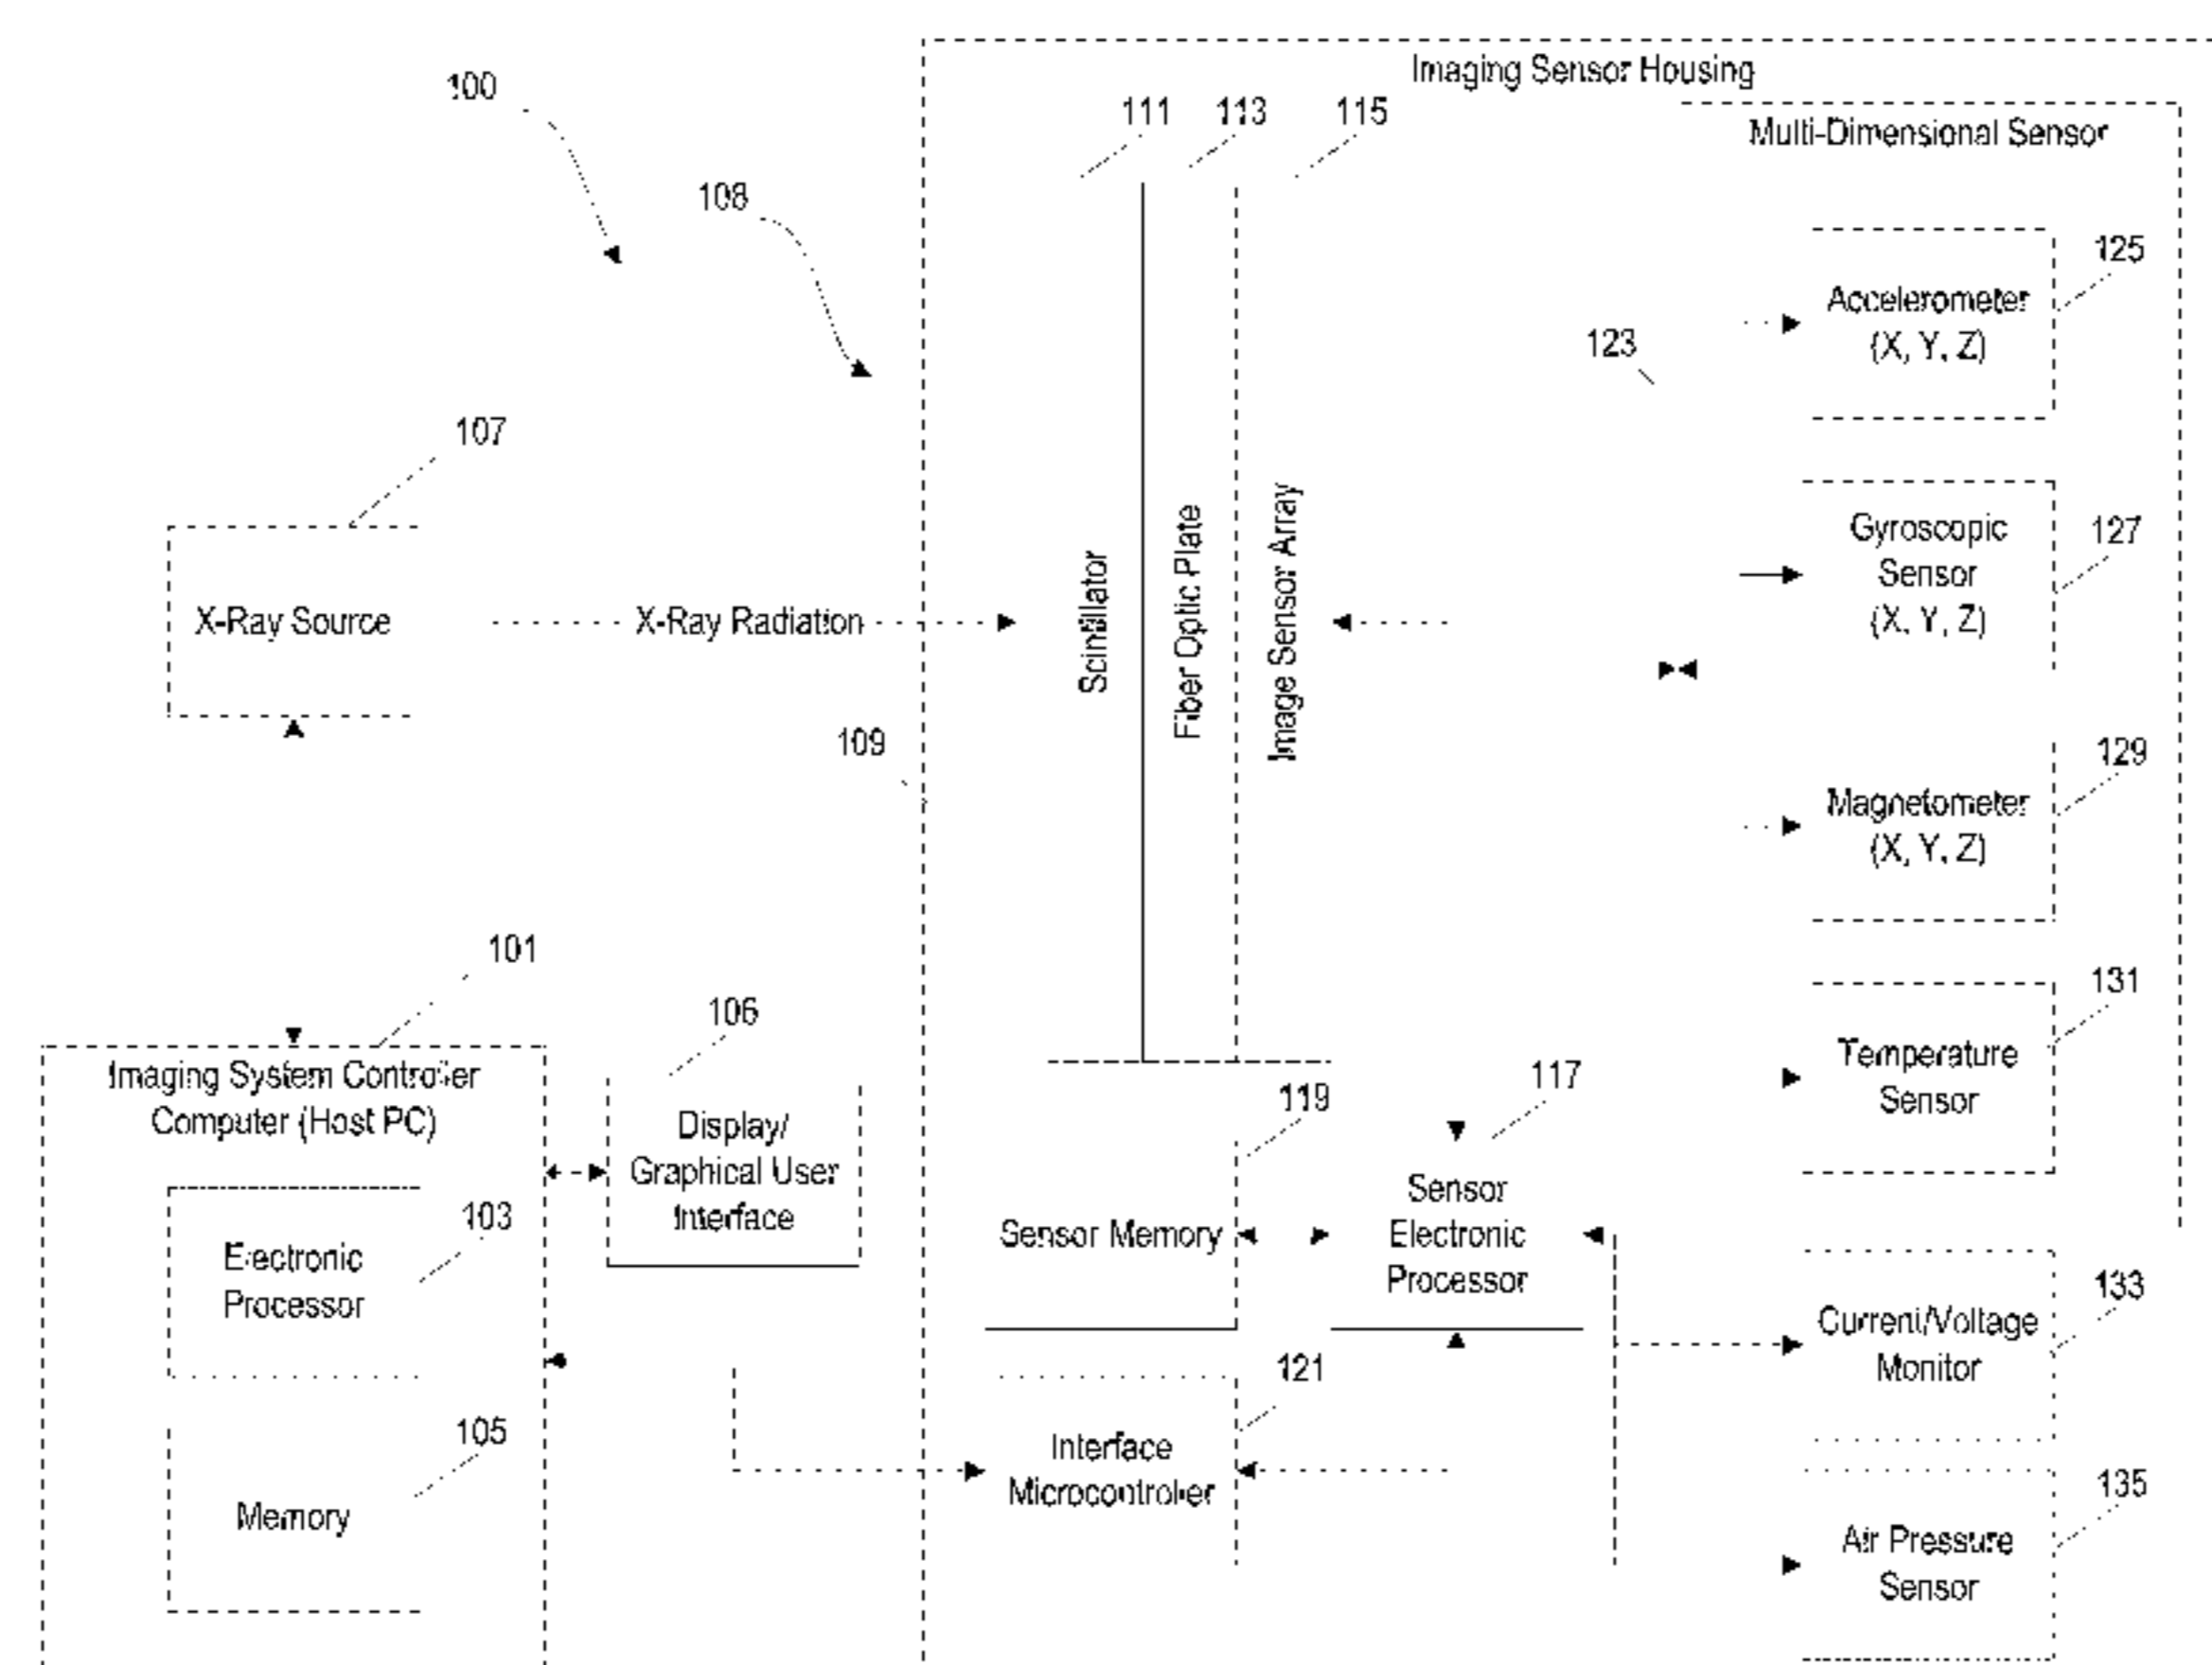 Imaging Sensor Housing
100
111
113
115
Multi-Dimensional Sensor
108
125
Accelerometer
(X, Y, Z)
123
107
Gyroscopic
Sensor
(X, Y, Z)
127
X-Ray Source
X-Ray Radiation
Scintillator
Fiber Optic Plate
Image Sensor Array
109
129
Magnetometer
(X, Y, Z)
101
106
131
Temperature
Sensor
Imaging System Controller
Computer (Host PC)
Display/
Graphical User
Interface
119
117
Sensor Memory
Sensor
Electronic
Processor
103
Electronic
Processor
133
Current/Voltage
Monitor
121
Interface
Microcontroller
105
Memory
135
Air Pressure
Sensor